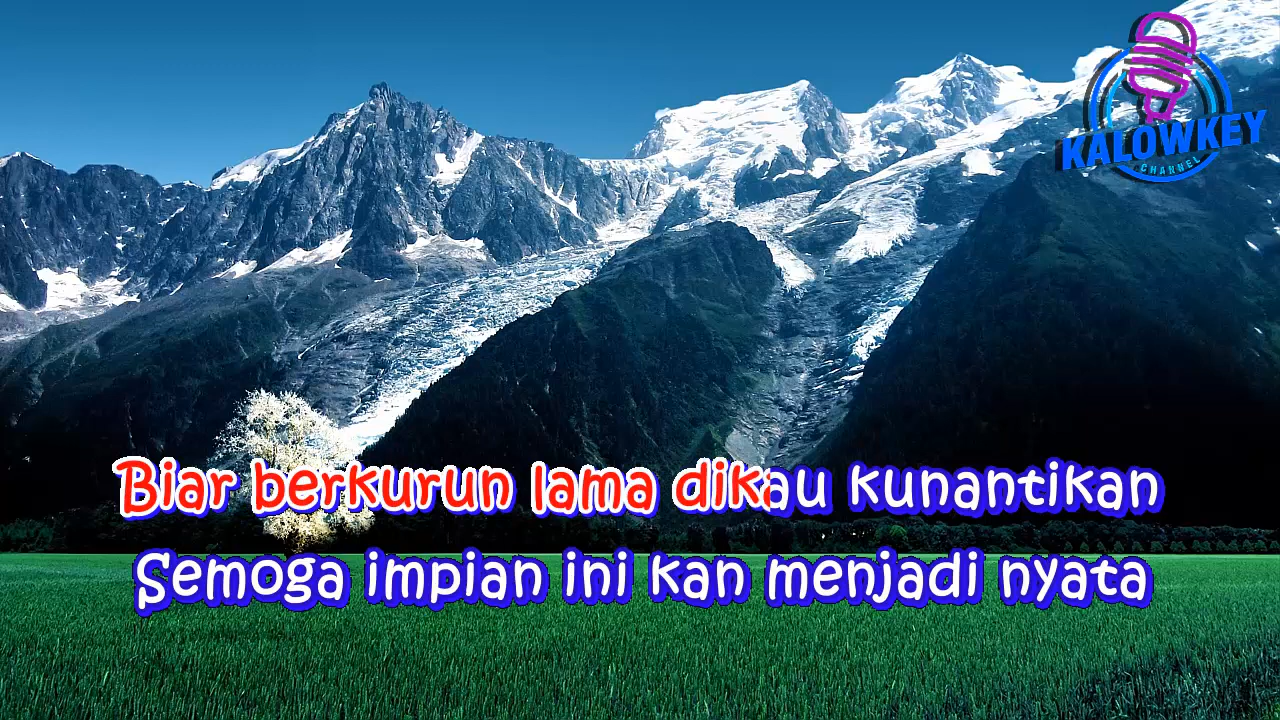 KALOWKEY
CHANNEL
Biar berkurun lama dikau kunantikan
Semoga impian ini kan menjadi nyata